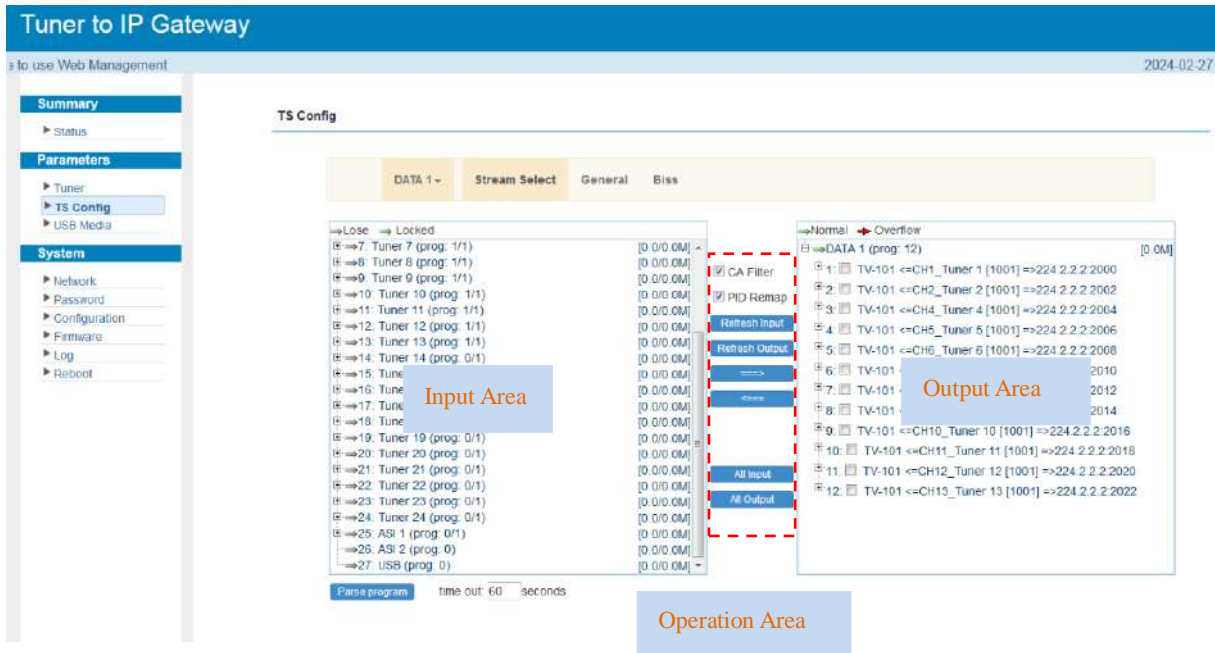 Tuner to IP Gateway
to use Web Management 2024-02-27
Summary
Status
Parameters
Tuner
TS Config
USB Media
System
Network
Password
Configuration
Firmware
Log
Reboot
TS Config
DATA 1 Stream Select General Biss
Lose Locked
7: Tuner 7 (prog: 1/1) [0.0/0.0M]
8: Tuner 8 (prog: 1/1) [0.0/0.0M]
9: Tuner 9 (prog: 1/1) [0.0/0.0M]
10: Tuner 10 (prog: 1/1) [0.0/0.0M]
11: Tuner 11 (prog: 1/1) [0.0/0.0M]
12: Tuner 12 (prog: 1/1) [0.0/0.0M]
13: Tuner 13 (prog: 1/1) [0.0/0.0M]
14: Tuner 14 (prog: 0/1) [0.0/0.0M]
15: Tune [0.0/0.0M]
16: Tune [0.0/0.0M]
17: Tune [0.0/0.0M]
18: Tune [0.0/0.0M]
19: Tuner 19 (prog: 0/1) [0.0/0.0M]
20: Tuner 20 (prog: 0/1) [0.0/0.0M]
21: Tuner 21 (prog: 0/1) [0.0/0.0M]
22: Tuner 22 (prog: 0/1) [0.0/0.0M]
23: Tuner 23 (prog: 0/1) [0.0/0.0M]
24: Tuner 24 (prog: 0/1) [0.0/0.0M]
25: ASI 1 (prog: 0/1) [0.0/0.0M]
26: ASI 2 (prog: 0) [0.0/0.0M]
27: USB (prog: 0) [0.0/0.0M]
Input Area
Parse program time out: 60 seconds
CA Filter
PID Remap
Refresh Input
Refresh Output
===>
<===
All Input
All Output
Operation Area
Normal Overflow
DATA 1 (prog: 12) [0.0M]
1: TV-101 <=CH1_Tuner 1 [1001] =>224.2.2.2:2000
2: TV-101 <=CH2_Tuner 2 [1001] =>224.2.2.2:2002
3: TV-101 <=CH4_Tuner 4 [1001] =>224.2.2.2:2004
4: TV-101 <=CH5_Tuner 5 [1001] =>224.2.2.2:2006
5: TV-101 <=CH6_Tuner 6 [1001] =>224.2.2.2:2008
6: TV-101 2010
7: TV-101 2012
8: TV-101 2014
9: TV-101 <=CH10_Tuner 10 [1001] =>224.2.2.2:2016
10: TV-101 <=CH11_Tuner 11 [1001] =>224.2.2.2:2018
11: TV-101 <=CH12_Tuner 12 [1001] =>224.2.2.2:2020
12: TV-101 <=CH13_Tuner 13 [1001] =>224.2.2.2:2022
Output Area